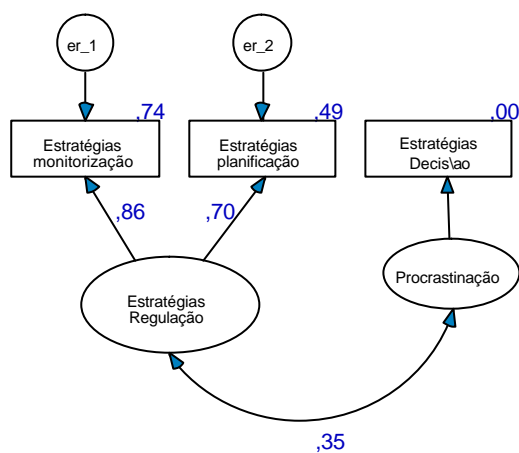 er_1
er_2
,74
,49
,00
Estratégias
monitorização
Estratégias
planificação
Estratégias
Decis\ao
,86
,70
Estratégias
Regulação
Procrastinação
,35